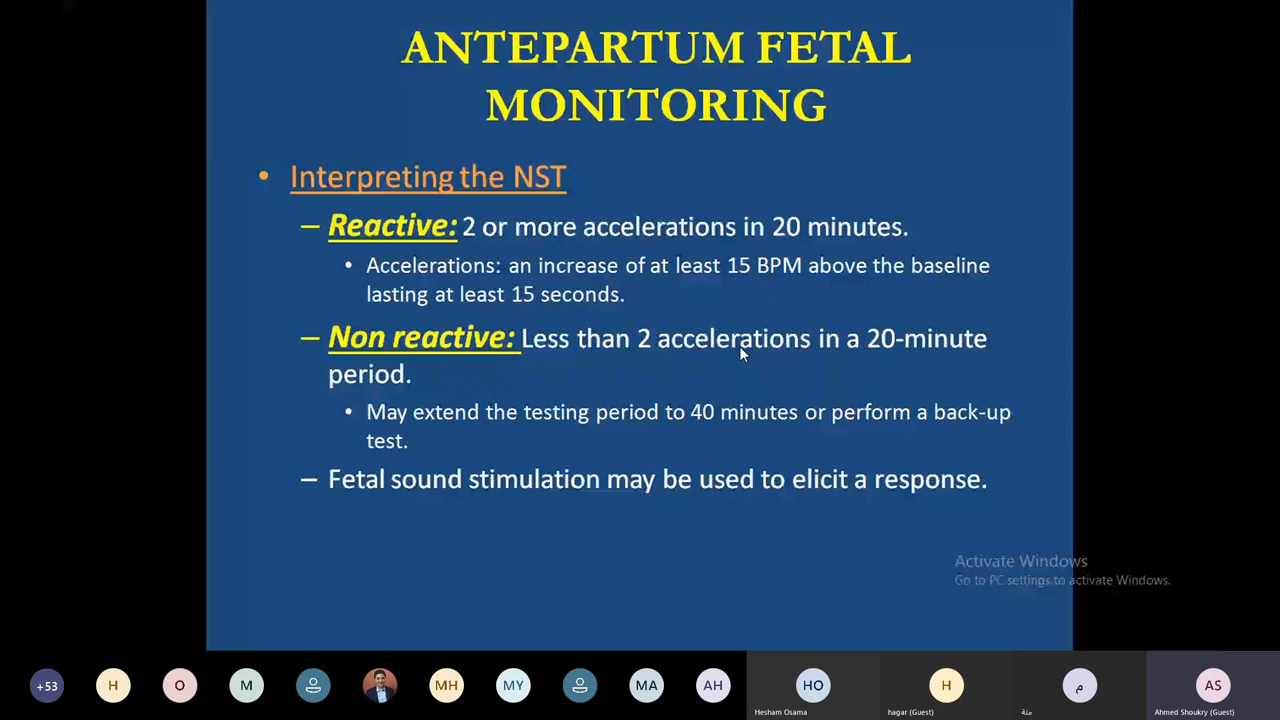 ANTEPARTUM FETAL
MONITORING
• Interpreting the NST
– Reactive: 2 or more accelerations in 20 minutes.
• Accelerations: an increase of at least 15 BPM above the baseline
lasting at least 15 seconds.
– Non reactive: Less than 2 accelerations in a 20-minute
period.
• May extend the testing period to 40 minutes or perform a back-up
test.
– Fetal sound stimulation may be used to elicit a response.
Activate Windows
Go to PC settings to activate Windows.
+53 H O M MH MY MA AH HO H م AS
Hesham Osama hagar (Guest) منة Ahmed Shoukry (Guest)